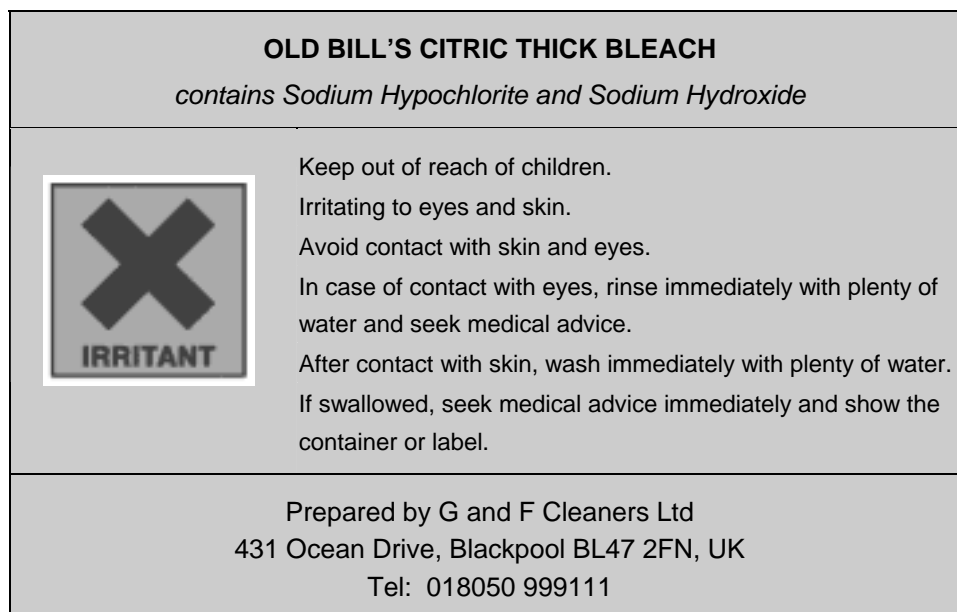 OLD BILL’S CITRIC THICK BLEACH
contains Sodium Hypochlorite and Sodium Hydroxide
IRRITANT
Keep out of reach of children.
Irritating to eyes and skin.
Avoid contact with skin and eyes.
In case of contact with eyes, rinse immediately with plenty of
water and seek medical advice.
After contact with skin, wash immediately with plenty of water.
If swallowed, seek medical advice immediately and show the
container or label.
Prepared by G and F Cleaners Ltd
431 Ocean Drive, Blackpool BL47 2FN, UK
Tel:  018050 999111